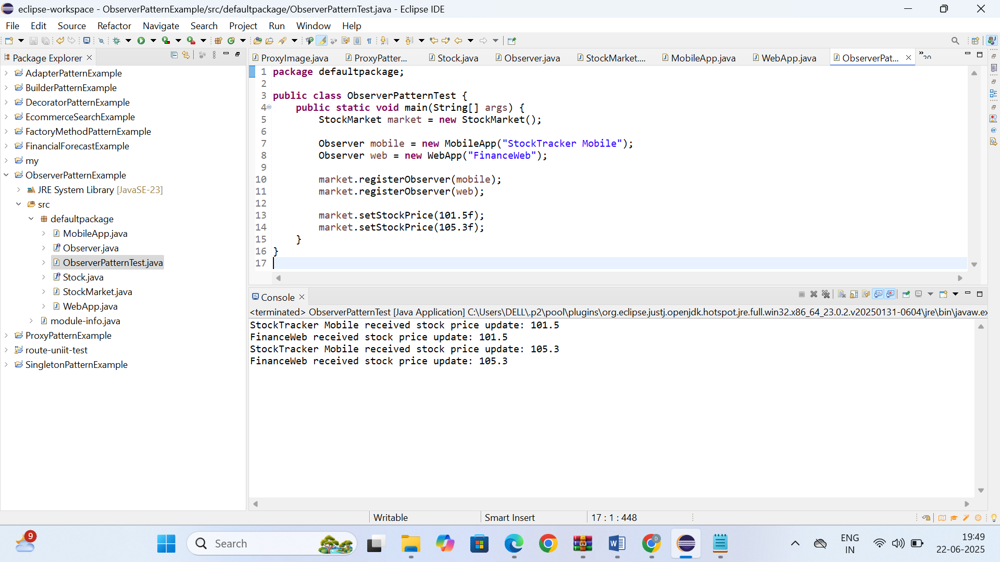 eclipse-workspace - ObserverPatternExample/src/defaultpackage/ObserverPatternTest.java - Eclipse IDE
File Edit Source Refactor Navigate Search Project Run Window Help
Package Explorer
AdapterPatternExample
BuilderPatternExample
DecoratorPatternExample
EcommerceSearchExample
FactoryMethodPatternExample
FinancialForecastExample
my
ObserverPatternExample
JRE System Library [JavaSE-23]
src
defaultpackage
MobileApp.java
Observer.java
ObserverPatternTest.java
Stock.java
StockMarket.java
WebApp.java
module-info.java
ProxyPatternExample
route-uniit-test
SingletonPatternExample
ProxyImage.java ProxyPatter... Stock.java Observer.java StockMarket.... MobileApp.java WebApp.java ObserverPat... »20
1 package defaultpackage;
2
3 public class ObserverPatternTest {
4 public static void main(String[] args) {
5 StockMarket market = new StockMarket();
6
7 Observer mobile = new MobileApp("StockTracker Mobile");
8 Observer web = new WebApp("FinanceWeb");
9
10 market.registerObserver(mobile);
11 market.registerObserver(web);
12
13 market.setStockPrice(101.5f);
14 market.setStockPrice(105.3f);
15 }
16 }
17
Console
<terminated> ObserverPatternTest [Java Application] C:\Users\DELL\.p2\pool\plugins\org.eclipse.justj.openjdk.hotspot.jre.full.win32.x86_64_23.0.2.v20250131-0604\jre\bin\javaw.ex
StockTracker Mobile received stock price update: 101.5
FinanceWeb received stock price update: 101.5
StockTracker Mobile received stock price update: 105.3
FinanceWeb received stock price update: 105.3
Writable Smart Insert 17 : 1 : 448
9
Search
ENG
IN
19:49
22-06-2025